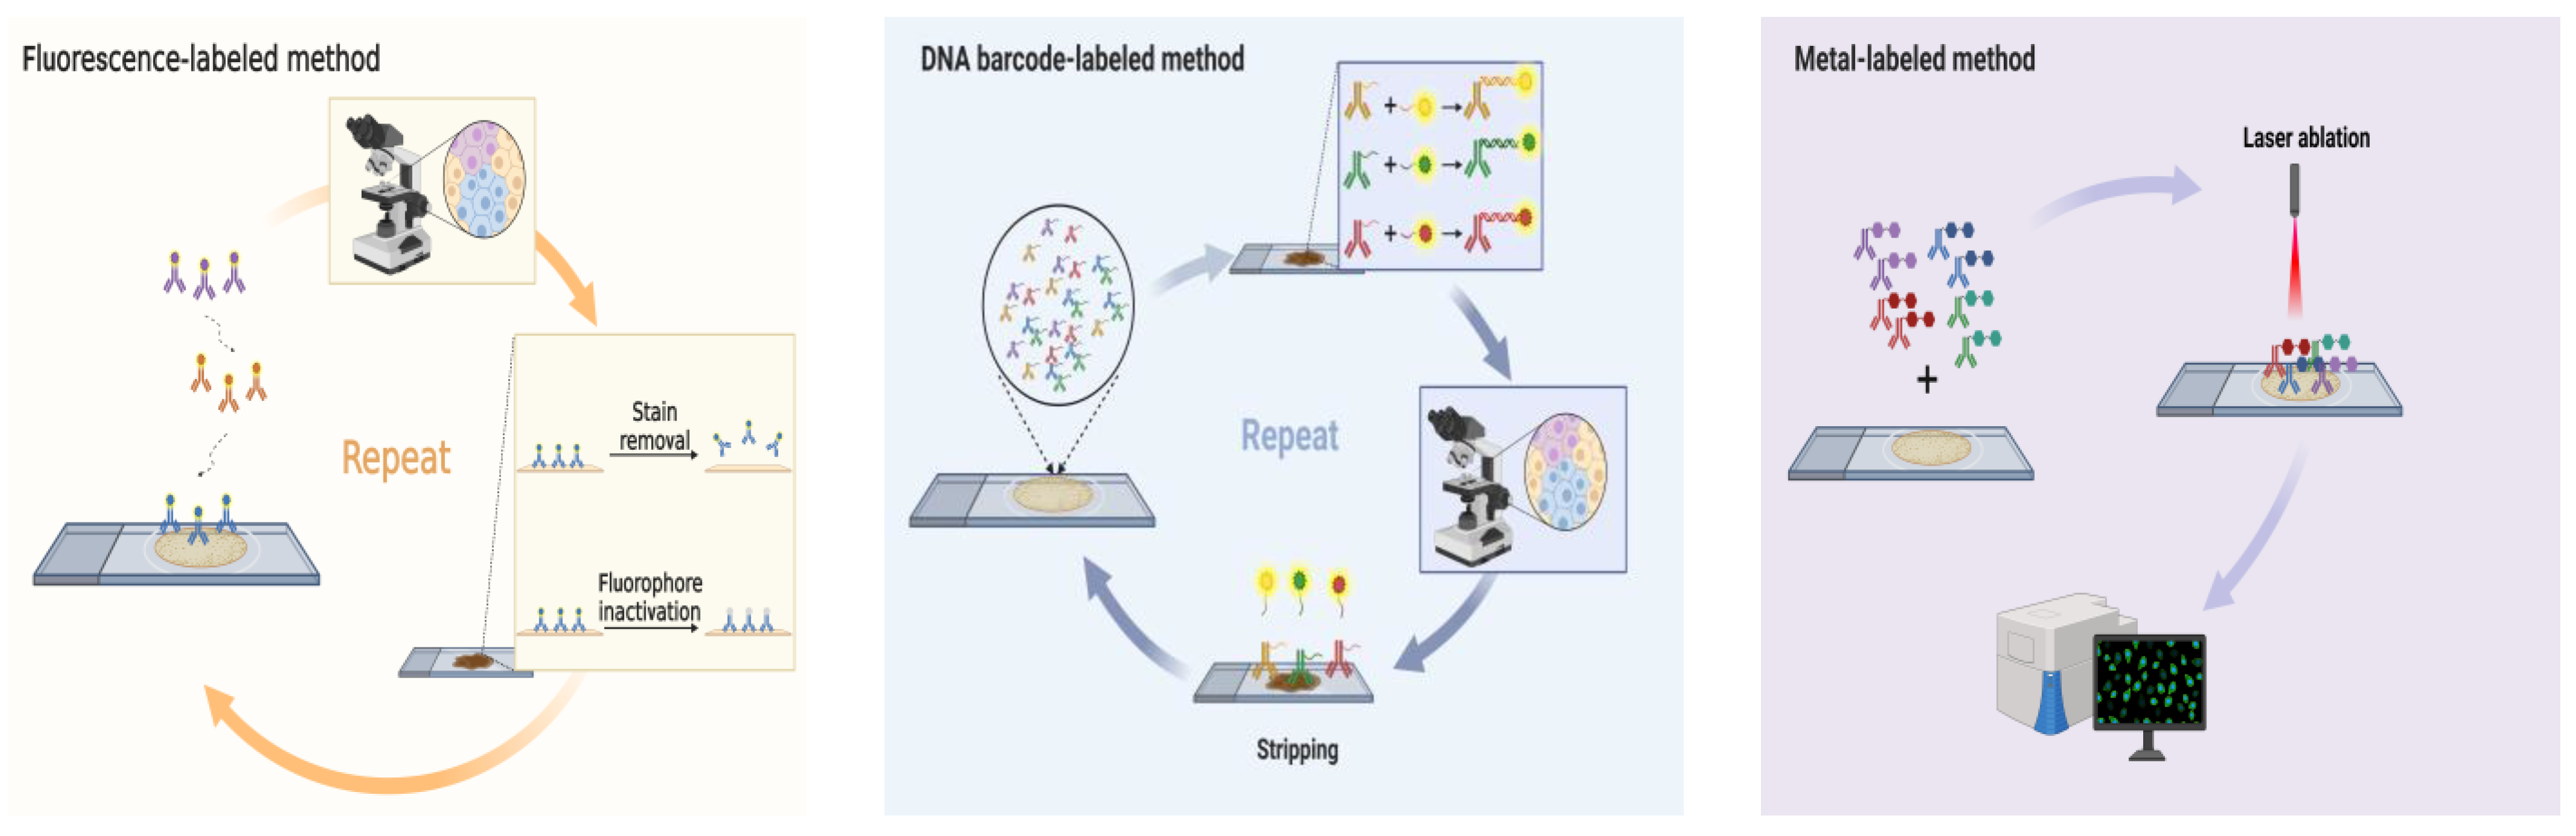 Fluorescence-labeled method
Stain
removal
Repeat
Fluorophore
inactivation
DNA barcode-labeled method
+
+
+
Repeat
Stripping
Metal-labeled method
Laser ablation
+